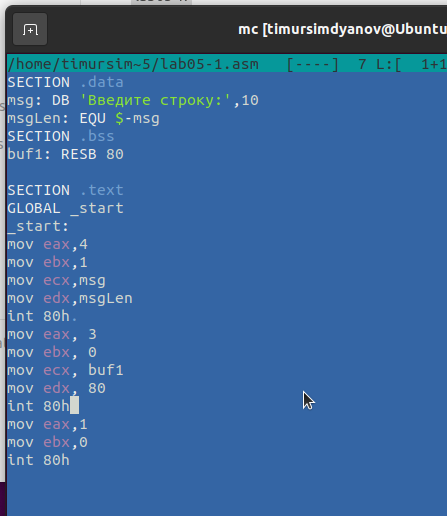 mc [timursimdyanov@Ubuntu
/home/timursim~5/lab05-1.asm [----] 7 L:[ 1+1
SECTION .data
msg: DB 'Введите строку:',10
msgLen: EQU $-msg
SECTION .bss
buf1: RESB 80
SECTION .text
GLOBAL _start
_start:
mov eax,4
mov ebx,1
mov ecx,msg
mov edx,msgLen
int 80h.
mov eax, 3
mov ebx, 0
mov ecx, buf1
mov edx, 80
int 80h
mov eax,1
mov ebx,0
int 80h